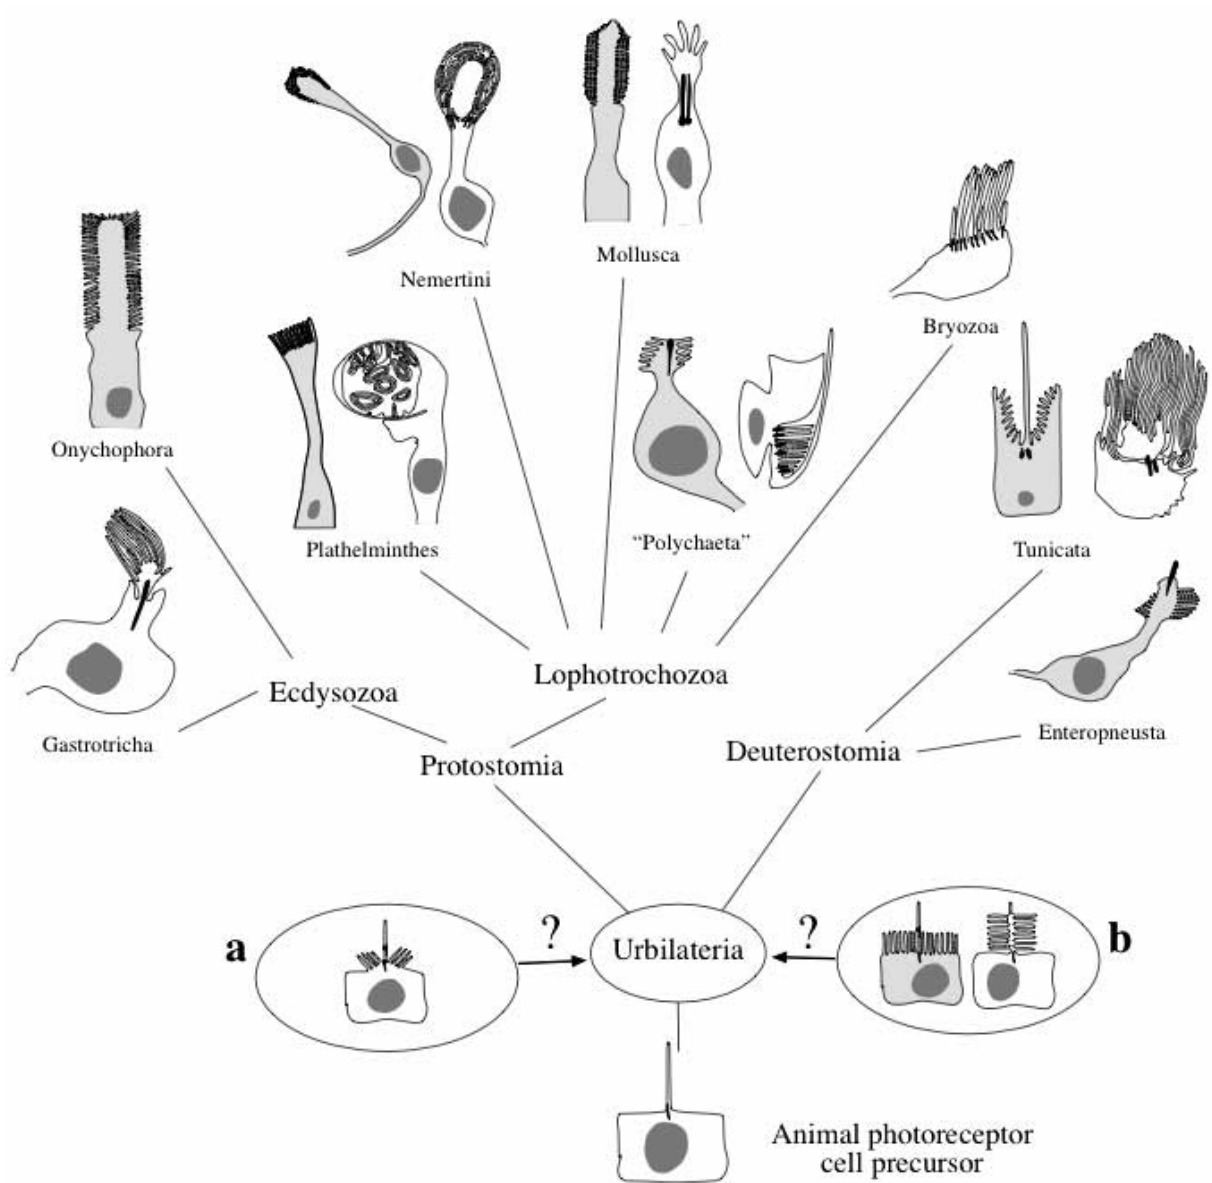 Mollusca
Nemertini
Bryozoa
Onychophora
Plathelminthes
“Polychaeta”
Tunicata
Gastrotricha
Ecdysozoa
Lophotrochozoa
Enteropneusta
Protostomia
Deuterostomia
a
?
Urbilateria
?
b
Animal photoreceptor
cell precursor